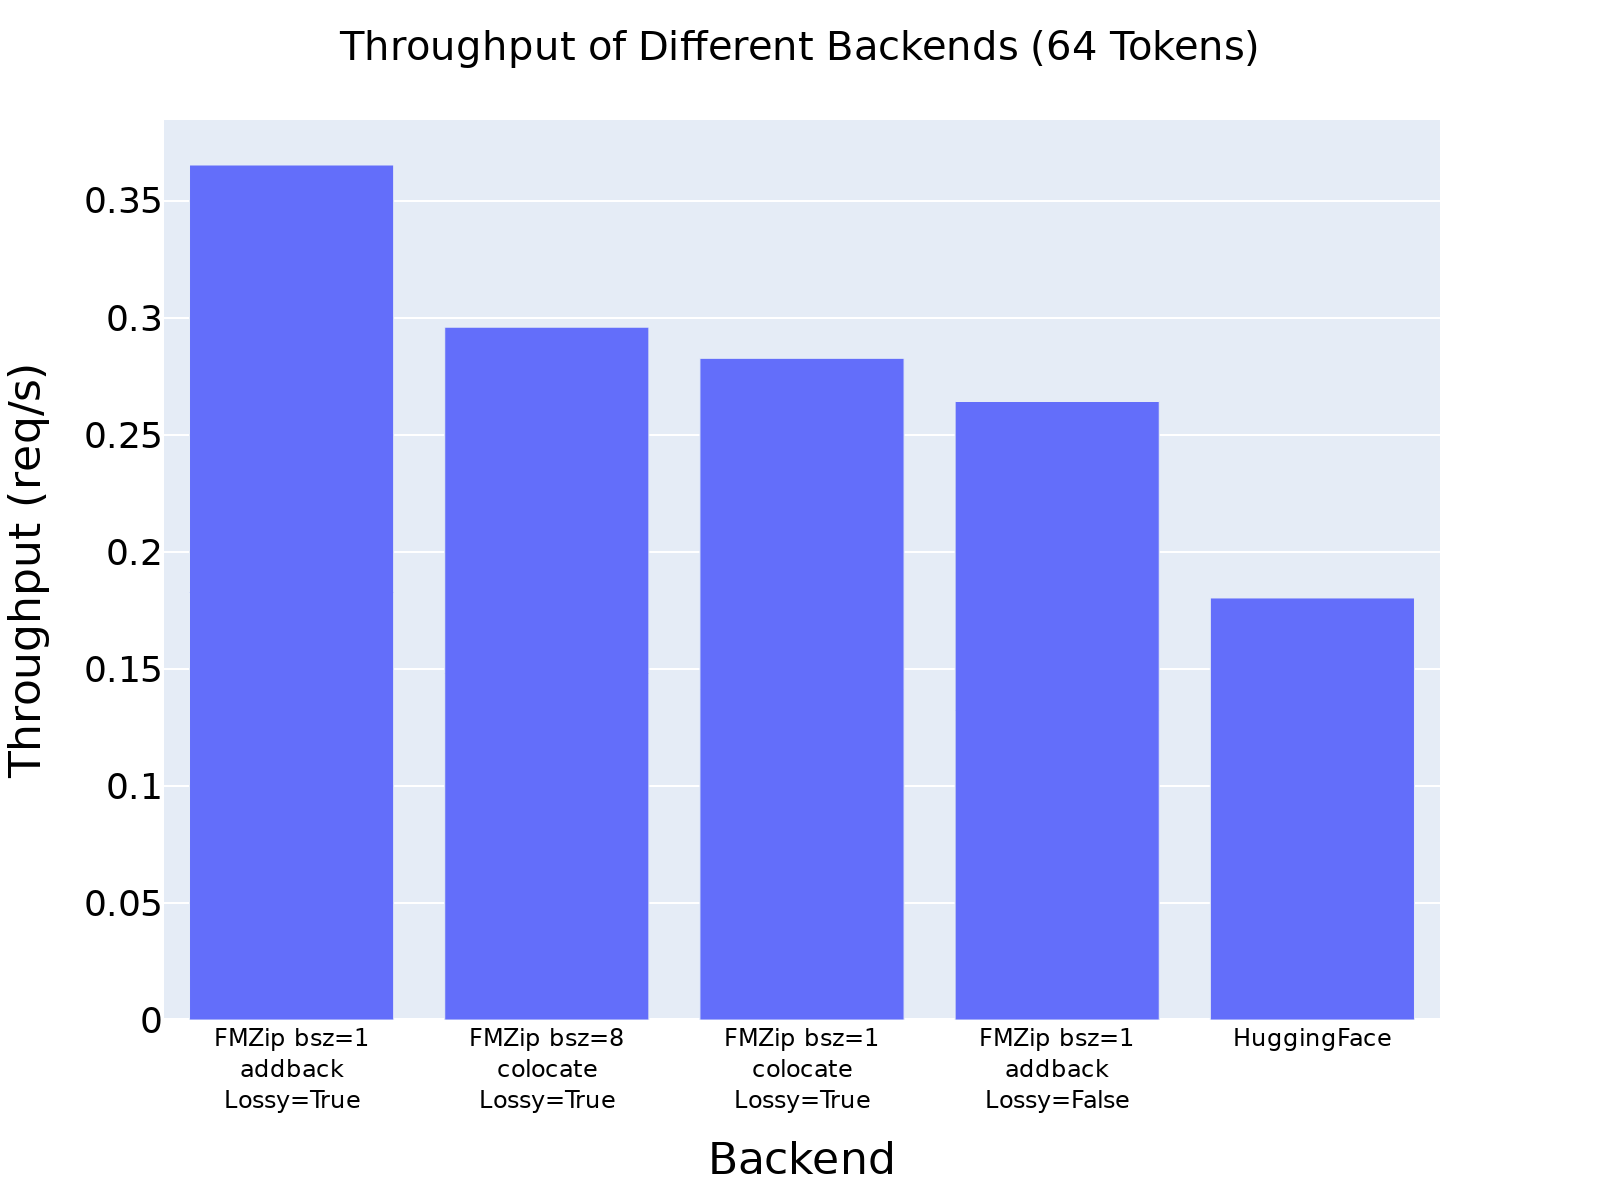 Throughput of Different Backends (64 Tokens)
Throughput (req/s)
0.35
0.3
0.25
0.2
0.15
0.1
0.05
0
FMZip bsz=1
addback
Lossy=True
FMZip bsz=8
colocate
Lossy=True
FMZip bsz=1
colocate
Lossy=True
FMZip bsz=1
addback
Lossy=False
HuggingFace
Backend